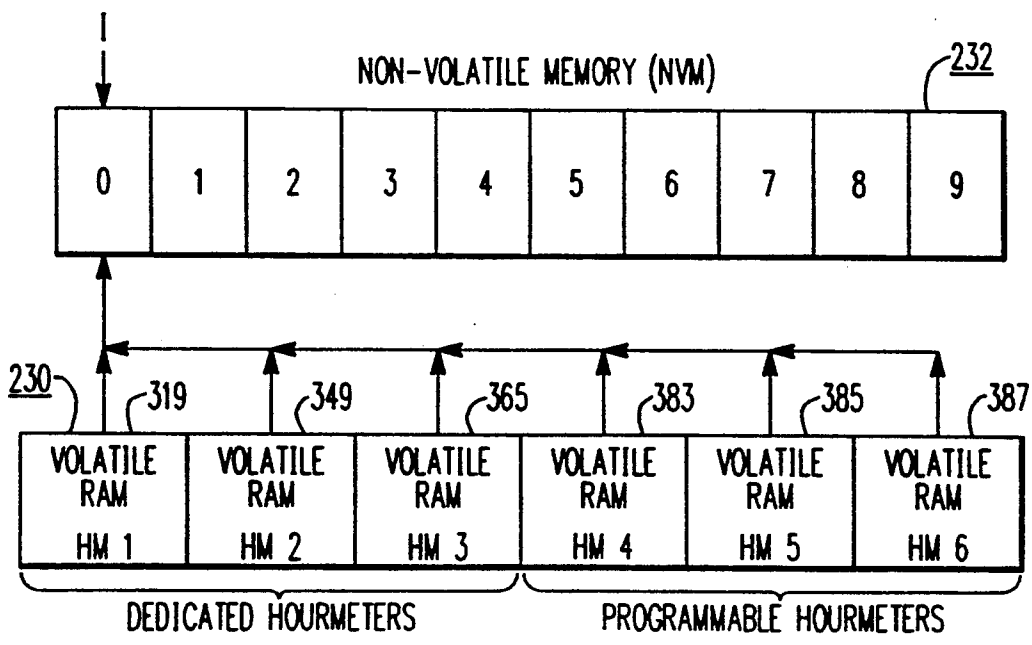 NON-VOLATILE MEMORY (NVM)
232
0 1 2 3 4 5 6 7 8 9
230 319 349 365 383 385 387
VOLATILE RAM HM 1
VOLATILE RAM HM 2
VOLATILE RAM HM 3
VOLATILE RAM HM 4
VOLATILE RAM HM 5
VOLATILE RAM HM 6
DEDICATED HOURMETERS
PROGRAMMABLE HOURMETERS